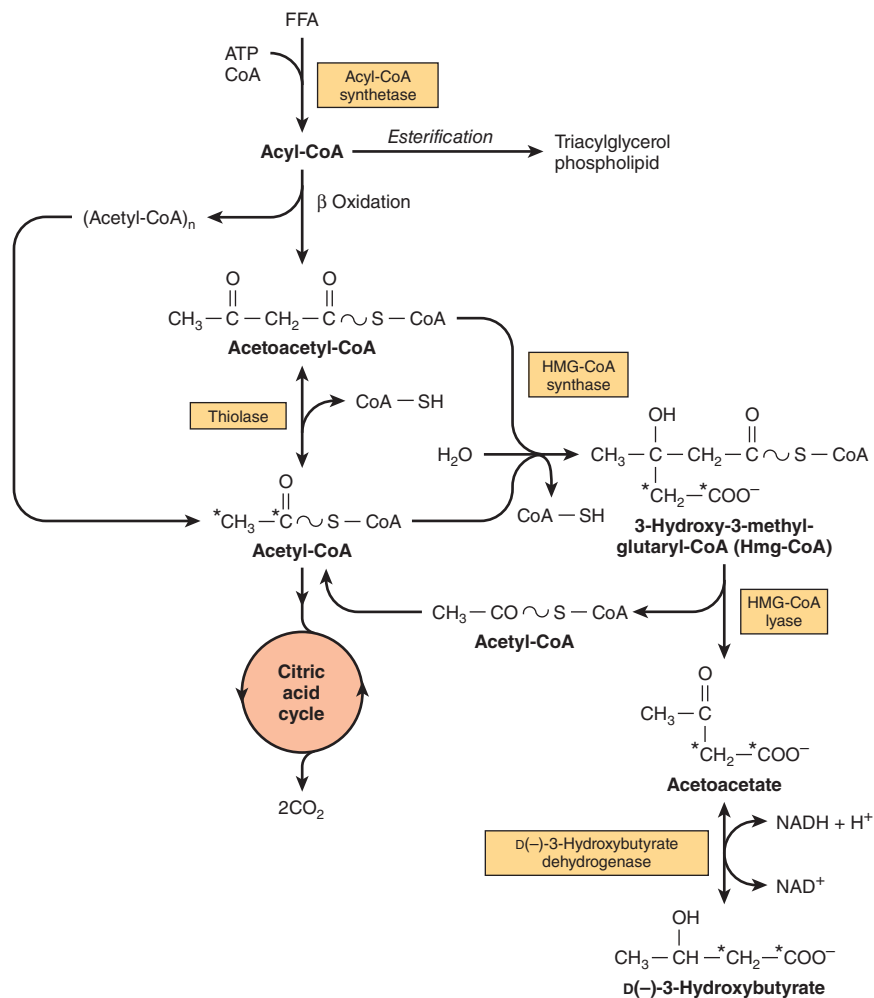 FFA
ATP
CoA
Acyl-CoA
synthetase
Acyl-CoA
Esterification
Triacylglycerol
phospholipid
(Acetyl-CoA)n
β Oxidation
O O
CH3 — C — CH2 — C ~ S — CoA
Acetoacetyl-CoA
HMG-CoA
synthase
Thiolase
CoA — SH
OH O
H2O
CH3 — C — CH2 — C ~ S — CoA
*CH2 — *COO−
3-Hydroxy-3-methyl-
glutaryl-CoA (Hmg-CoA)
O
*CH3 — *C ~ S — CoA
Acetyl-CoA
CoA — SH
HMG-CoA
lyase
CH3 — CO ~ S — CoA
Acetyl-CoA
Citric
acid
cycle
2CO2
O
CH3 — C
*CH2 — *COO−
Acetoacetate
D(–)-3-Hydroxybutyrate
dehydrogenase
NADH + H+
NAD+
OH
CH3 — CH — *CH2 — *COO−
D(–)-3-Hydroxybutyrate